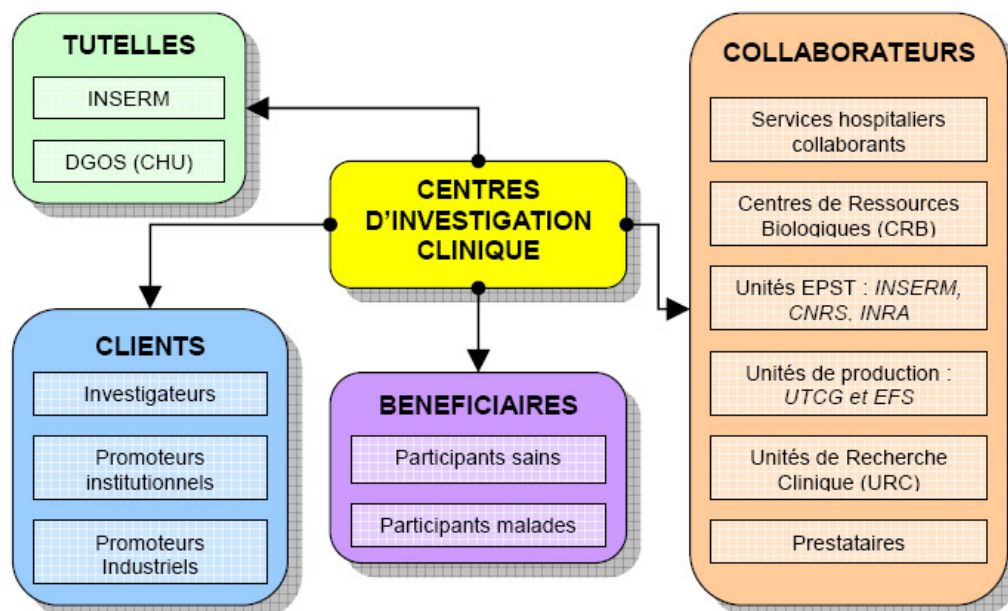 TUTELLES
INSERM
DGOS (CHU)
CENTRES
D'INVESTIGATION
CLINIQUE
CLIENTS
Investigateurs
Promoteurs
institutionnels
Promoteurs
Industriels
BENEFICIAIRES
Participants sains
Participants malades
COLLABORATEURS
Services hospitaliers
collaborants
Centres de Ressources
Biologiques (CRB)
Unités EPST : INSERM,
CNRS, INRA
Unités de production :
UTCG et EFS
Unités de Recherche
Clinique (URC)
Prestataires